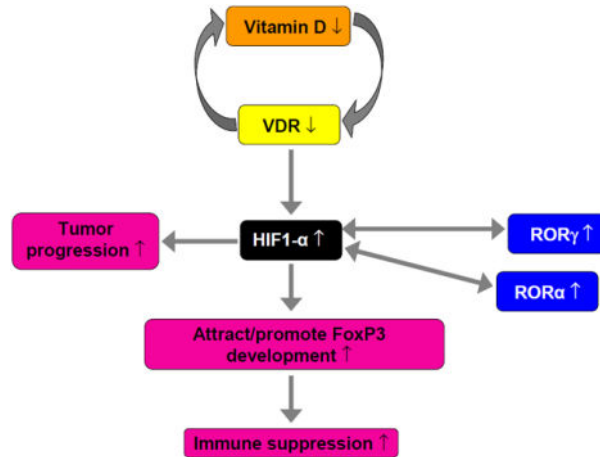 Vitamin D ↓
VDR ↓
Tumor
progression ↑
HIF1-α ↑
RORγ ↑
RORα ↑
Attract/promote FoxP3
development ↑
Immune suppression ↑